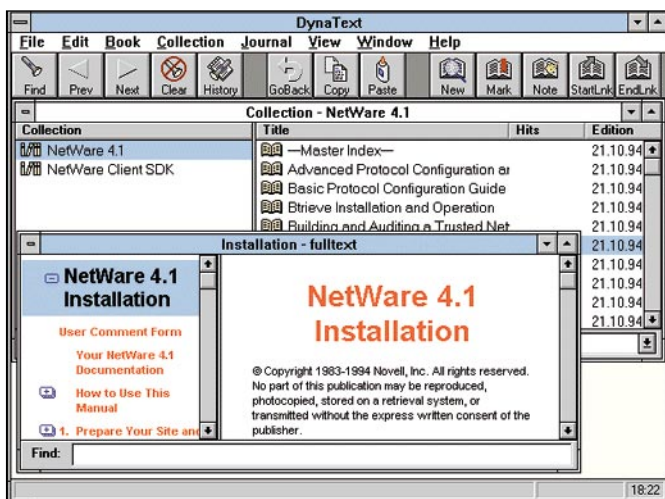 DynaText
File Edit Book Collection Journal View Window Help
Find Prev Next Clear History GoBack Copy Paste New Mark Note StartLnk EndLnk
Collection - NetWare 4.1
Collection Title Hits Edition
NetWare 4.1
NetWare Client SDK
—Master Index— 21.10.94
Advanced Protocol Configuration ar 21.10.94
Basic Protocol Configuration Guide 21.10.94
Btrieve Installation and Operation 21.10.94
Building and Auditing a Trusted Net 21.10.94
21.10.94
21.10.94
21.10.94
21.10.94
21.10.94
Installation - fulltext
NetWare 4.1
Installation
User Comment Form
Your NetWare 4.1
Documentation
How to Use This
Manual
1. Prepare Your Site and
NetWare 4.1
Installation
© Copyright 1983-1994 Novell, Inc. All rights reserved.
No part of this publication may be reproduced,
photocopied, stored on a retrieval system, or
transmitted without the express written consent of the
publisher.
Find:
18:22